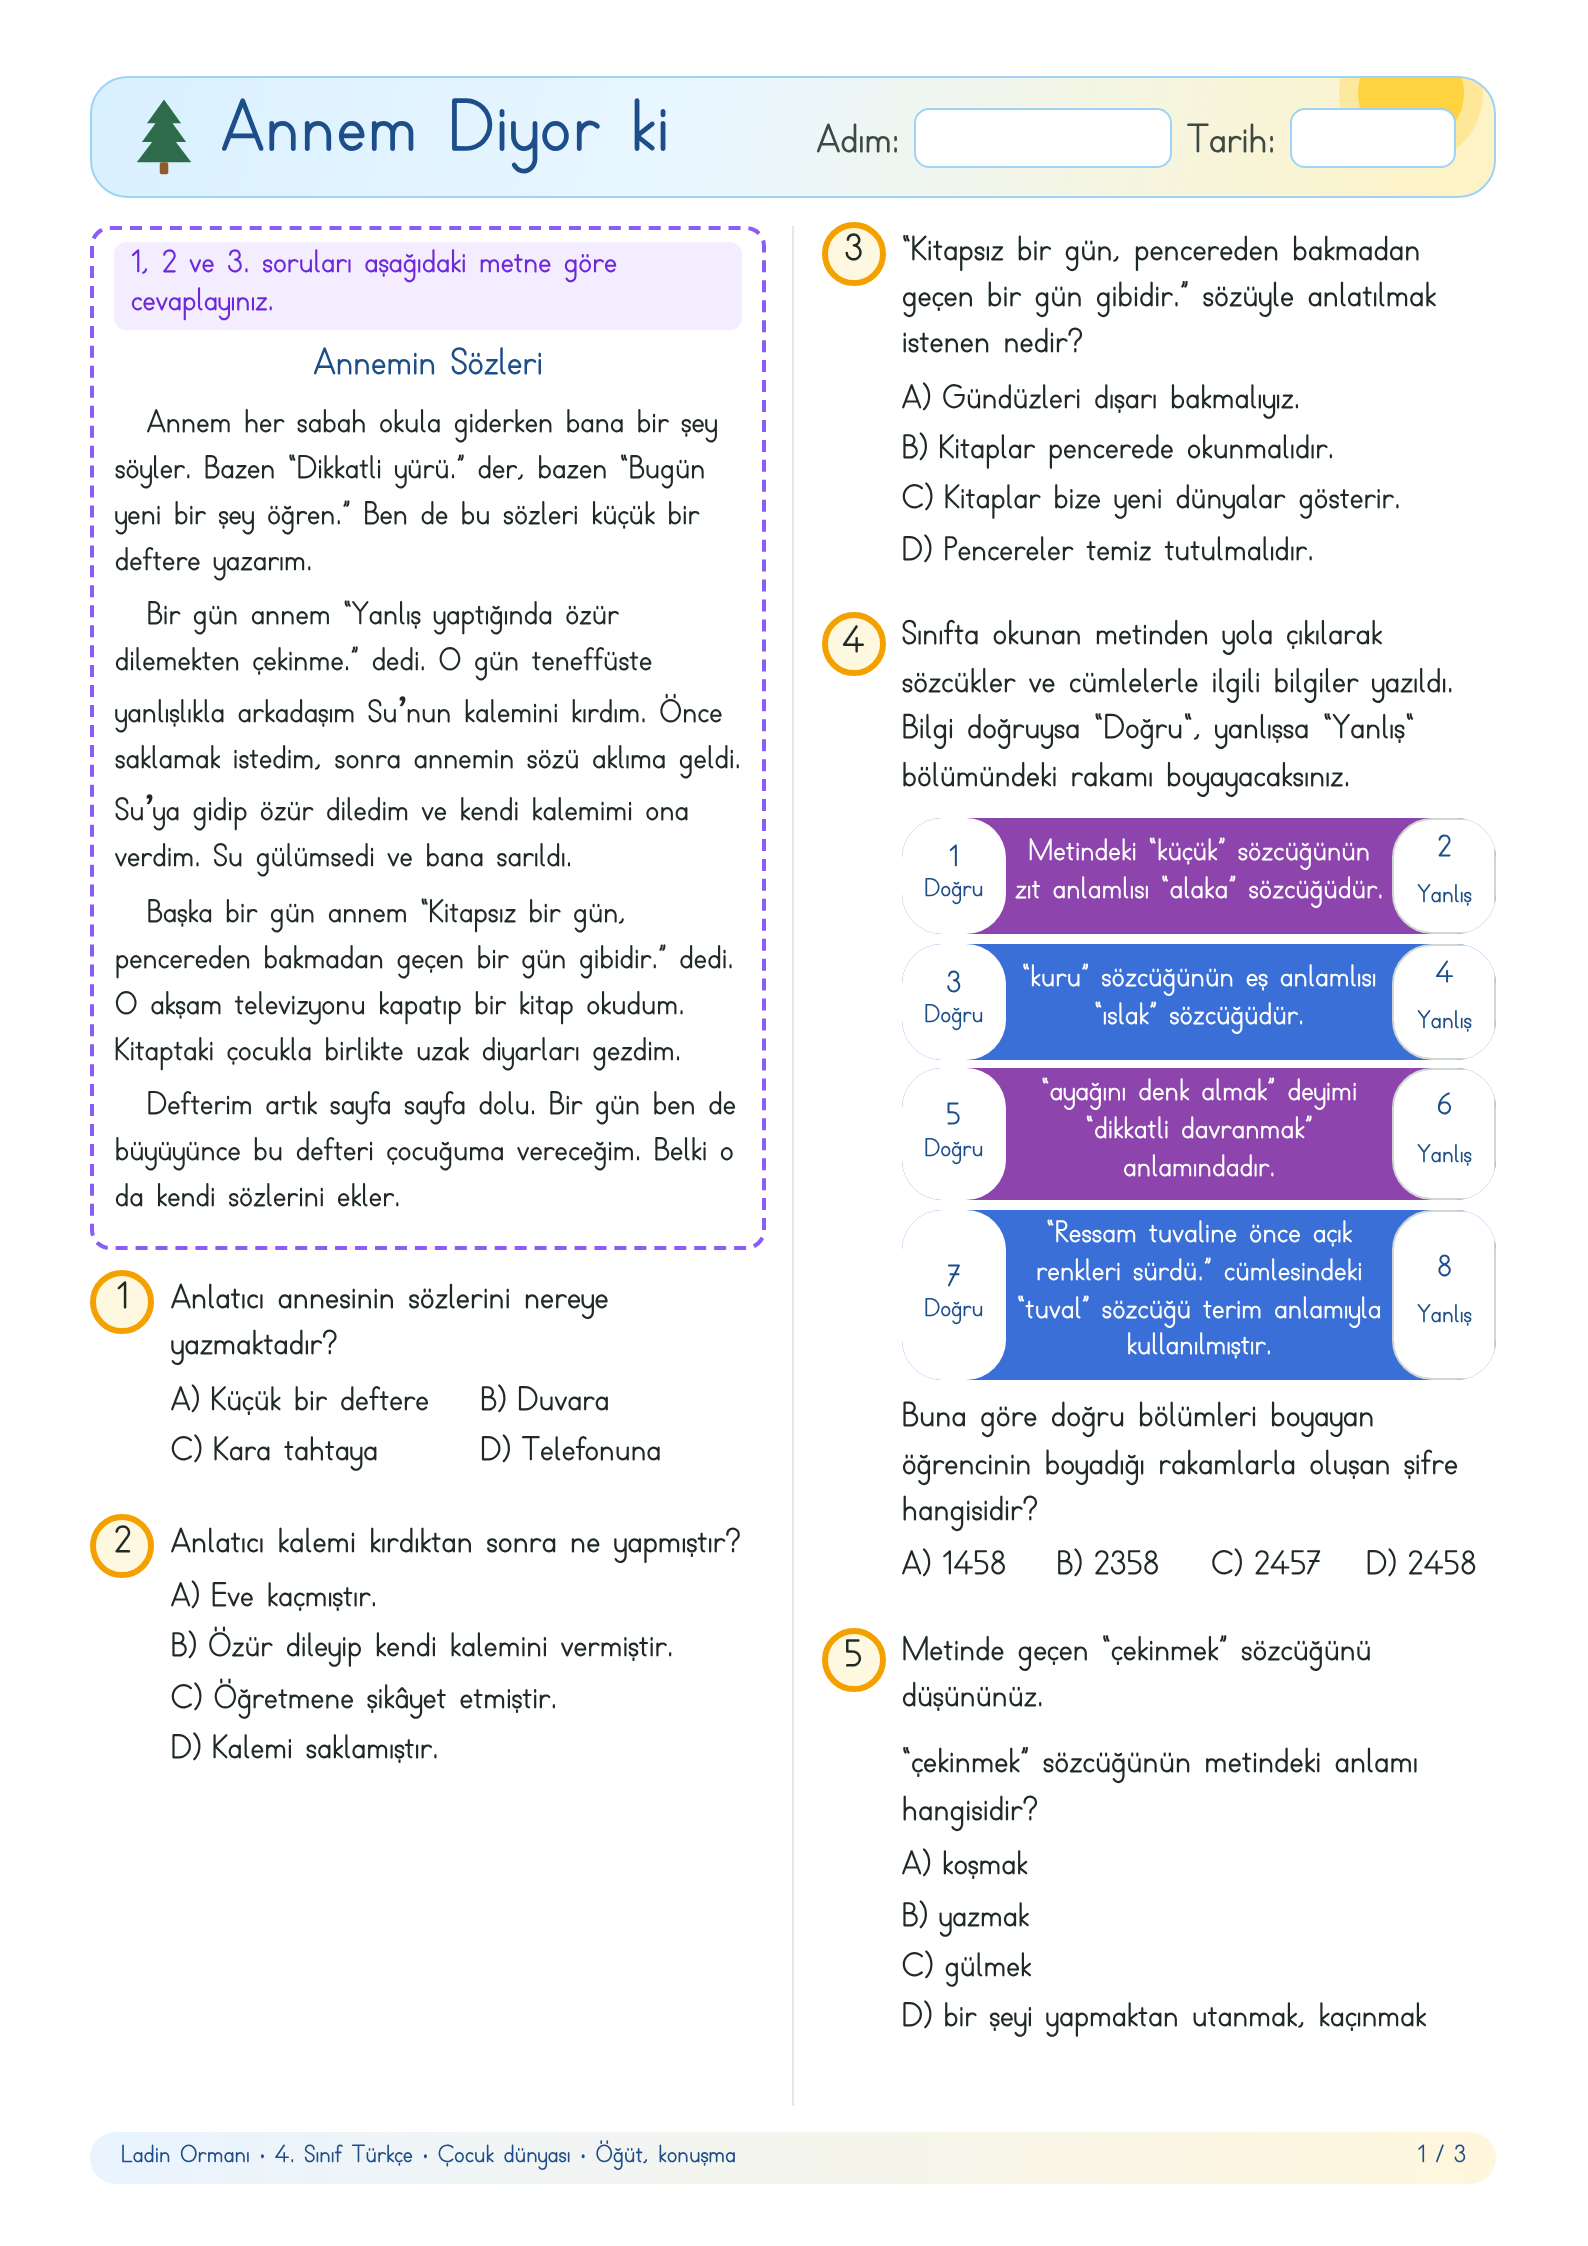 Annem Diyor ki
Adım:
Tarih:
1, 2 ve 3. soruları aşağıdaki metne göre
cevaplayınız.
Annemin Sözleri
Annem her sabah okula giderken bana bir şey
söyler. Bazen “Dikkatli yürü.” der, bazen “Bugün
yeni bir şey öğren.” Ben de bu sözleri küçük bir
deftere yazarım.
Bir gün annem “Yanlış yaptığında özür
dilemekten çekinme.” dedi. O gün teneffüste
yanlışlıkla arkadaşım Su’nun kalemini kırdım. Önce
saklamak istedim, sonra annemin sözü aklıma geldi.
Su’ya gidip özür diledim ve kendi kalemimi ona
verdim. Su gülümsedi ve bana sarıldı.
Başka bir gün annem “Kitapsız bir gün,
pencereden bakmadan geçen bir gün gibidir.” dedi.
O akşam televizyonu kapatıp bir kitap okudum.
Kitaptaki çocukla birlikte uzak diyarları gezdim.
Defterim artık sayfa sayfa dolu. Bir gün ben de
büyüyünce bu defteri çocuğuma vereceğim. Belki o
da kendi sözlerini ekler.
1
Anlatıcı annesinin sözlerini nereye
yazmaktadır?
A) Küçük bir deftere B) Duvara
C) Kara tahtaya D) Telefonuna
2
Anlatıcı kalemi kırdıktan sonra ne yapmıştır?
A) Eve kaçmıştır.
B) Özür dileyip kendi kalemini vermiştir.
C) Öğretmene şikâyet etmiştir.
D) Kalemi saklamıştır.
3
“Kitapsız bir gün, pencereden bakmadan
geçen bir gün gibidir.” sözüyle anlatılmak
istenen nedir?
A) Gündüzleri dışarı bakmalıyız.
B) Kitaplar pencerede okunmalıdır.
C) Kitaplar bize yeni dünyalar gösterir.
D) Pencereler temiz tutulmalıdır.
4
Sınıfta okunan metinden yola çıkılarak
sözcükler ve cümlelerle ilgili bilgiler yazıldı.
Bilgi doğruysa “Doğru“, yanlışsa “Yanlış“
bölümündeki rakamı boyayacaksınız.
1
Doğru
Metindeki “küçük” sözcüğünün
zıt anlamlısı “alaka” sözcüğüdür.
2
Yanlış
3
Doğru
“kuru” sözcüğünün eş anlamlısı
“ıslak” sözcüğüdür.
4
Yanlış
5
Doğru
“ayağını denk almak” deyimi
“dikkatli davranmak”
anlamındadır.
6
Yanlış
7
Doğru
“Ressam tuvaline önce açık
renkleri sürdü.” cümlesindeki
“tuval” sözcüğü terim anlamıyla
kullanılmıştır.
8
Yanlış
Buna göre doğru bölümleri boyayan
öğrencinin boyadığı rakamlarla oluşan şifre
hangisidir?
A) 1458 B) 2358 C) 2457 D) 2458
5
Metinde geçen “çekinmek” sözcüğünü
düşününüz.
“çekinmek” sözcüğünün metindeki anlamı
hangisidir?
A) koşmak
B) yazmak
C) gülmek
D) bir şeyi yapmaktan utanmak, kaçınmak
Ladin Ormanı • 4. Sınıf Türkçe • Çocuk dünyası • Öğüt, konuşma
1 / 3